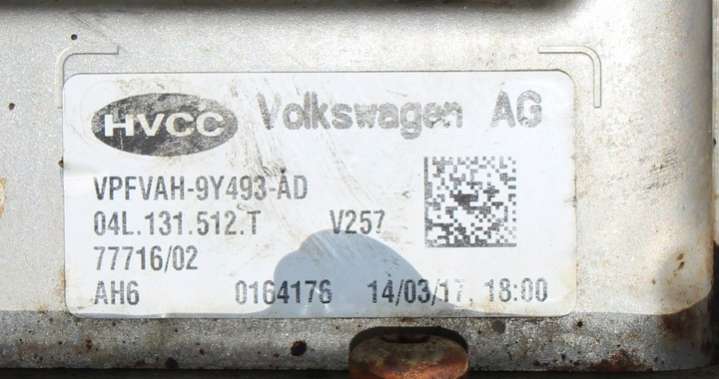 HVCC Volkswagen AG
VPFVAH-9Y493-AD
04L.131.512.T V257
77716/02
AH6 0164176 14/03/17, 18:00